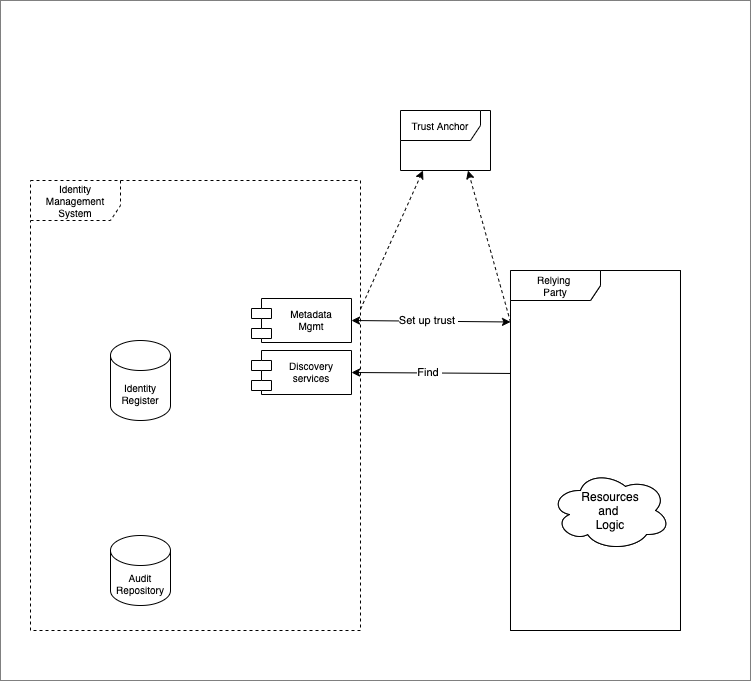 Trust Anchor
Identity
Management
System
Relying
Party
Metadata
Mgmt
Set up trust
Discovery
services
Find
Identity
Register
Resources
and
Logic
Audit
Repository